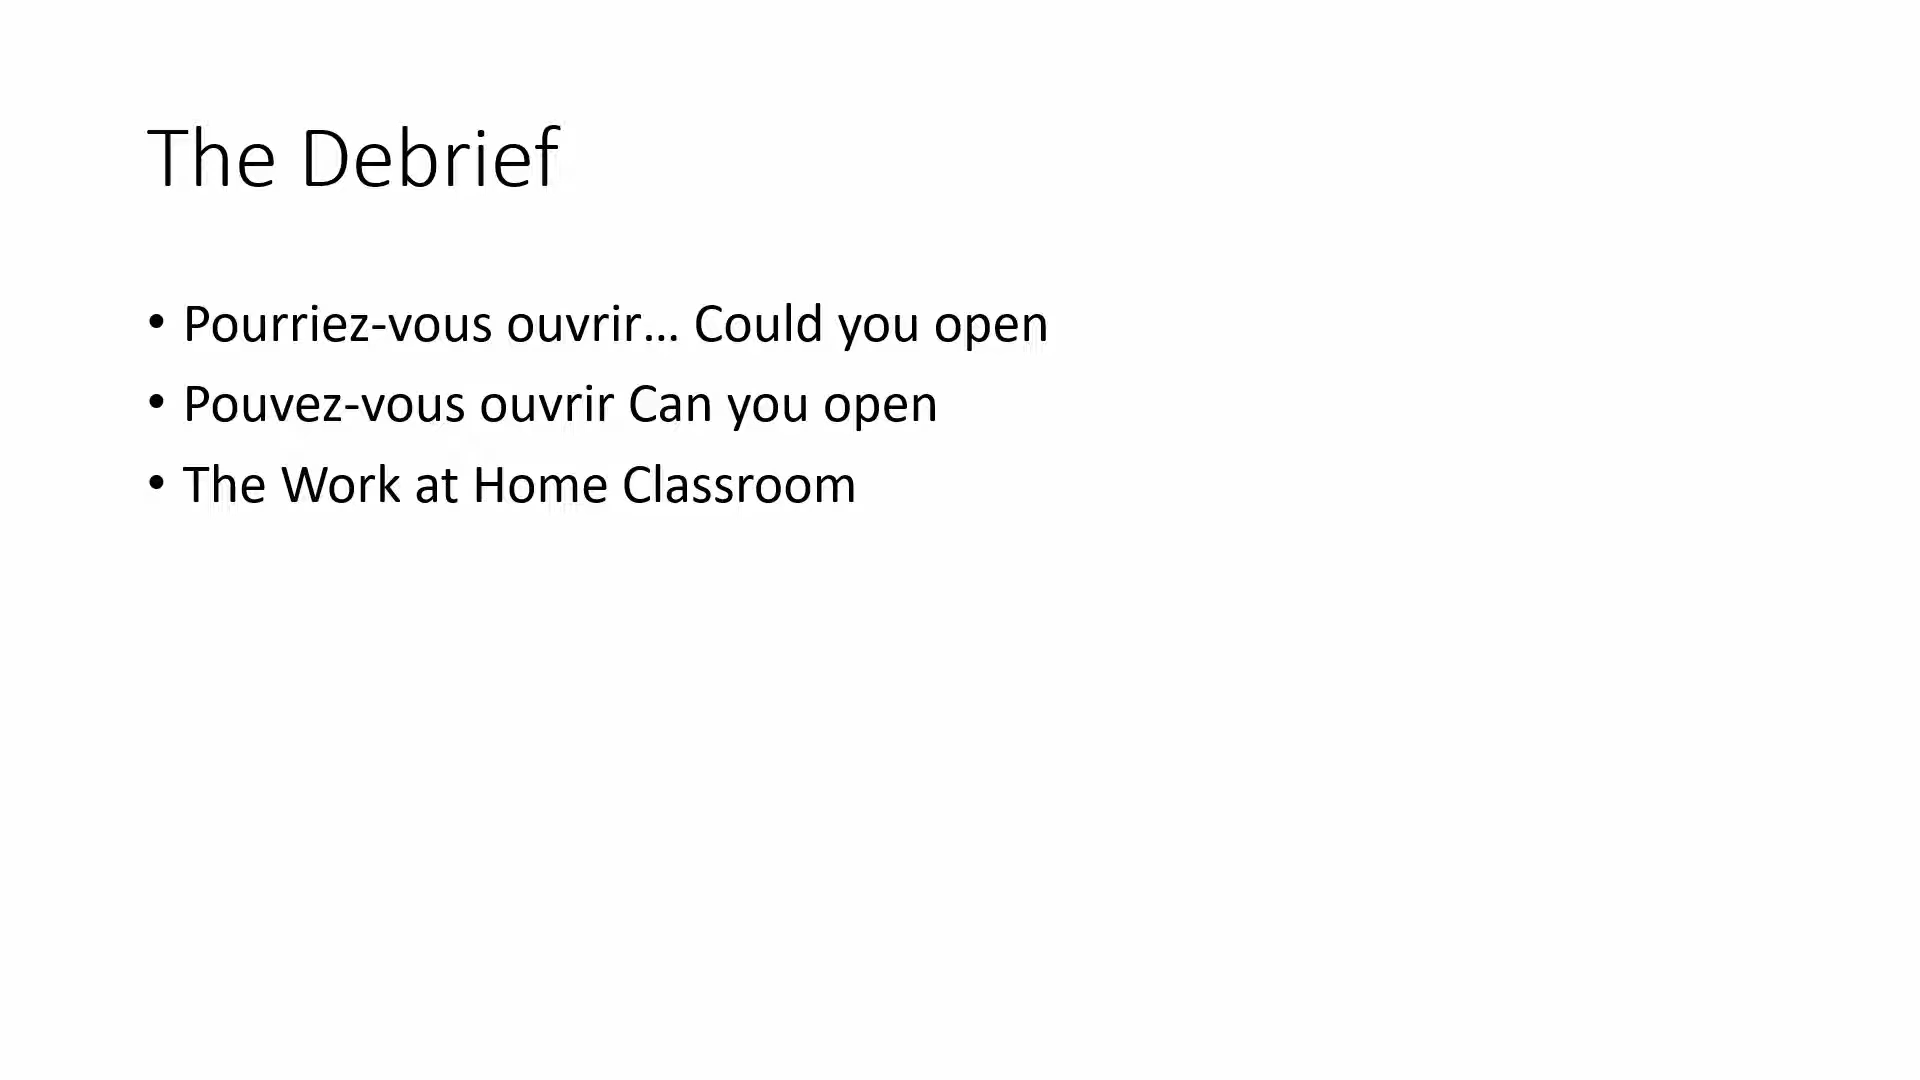 The Debrief
• Pourriez-vous ouvrir... Could you open
• Pouvez-vous ouvrir Can you open
• The Work at Home Classroom